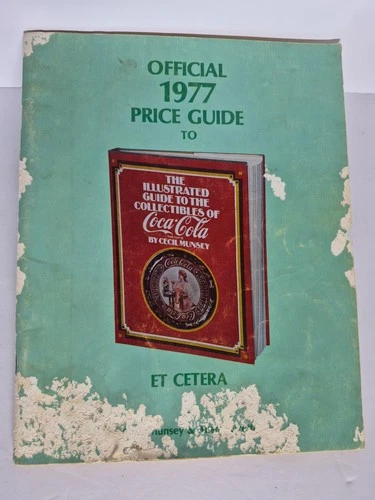 OFFICIAL
1977
PRICE GUIDE
TO
THE
ILLUSTRATED
GUIDE TO THE
COLLECTIBLES OF
Coca-Cola
BY CECIL MUNSEY
ET CETERA
Munsey &